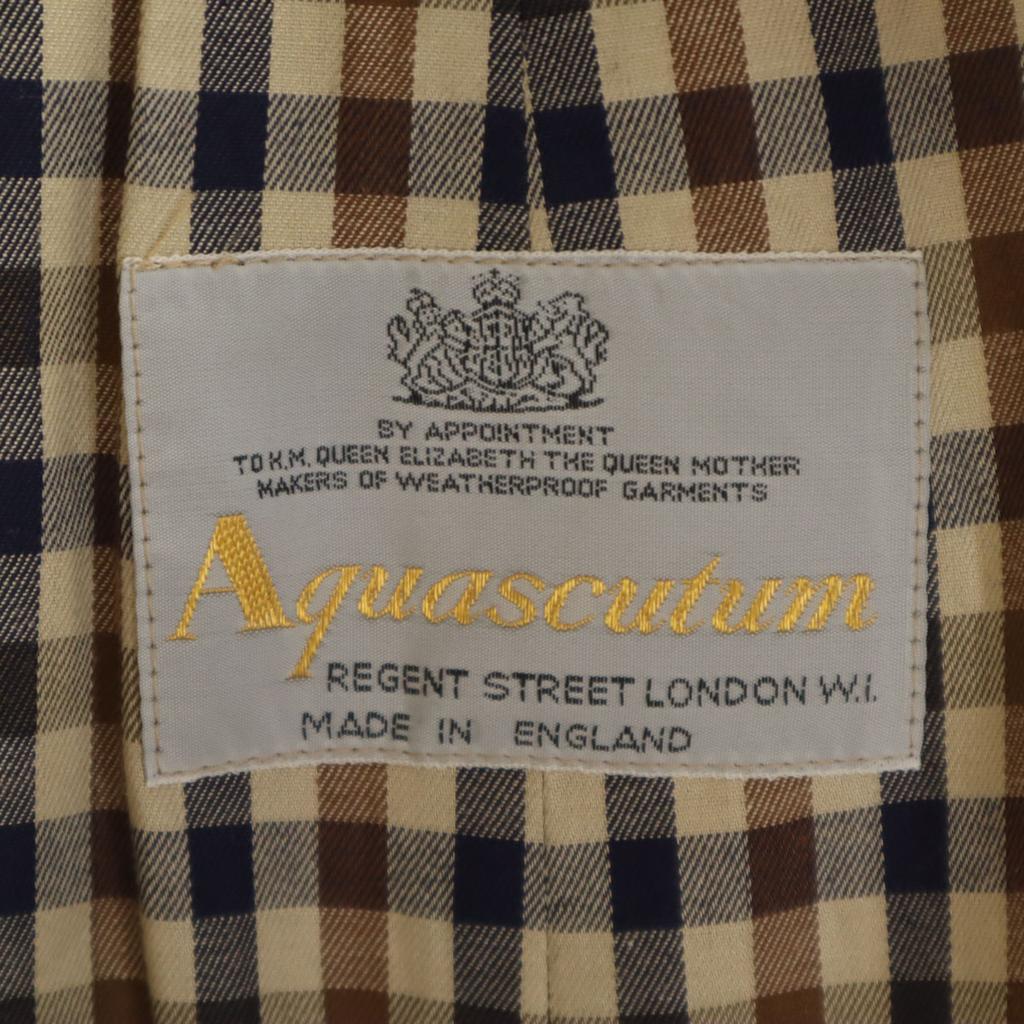 BY APPOINTMENT
TO H.M. QUEEN ELIZABETH THE QUEEN MOTHER
MAKERS OF WEATHERPROOF GARMENTS
Aquascutum
REGENT STREET LONDON W.I.
MADE IN ENGLAND